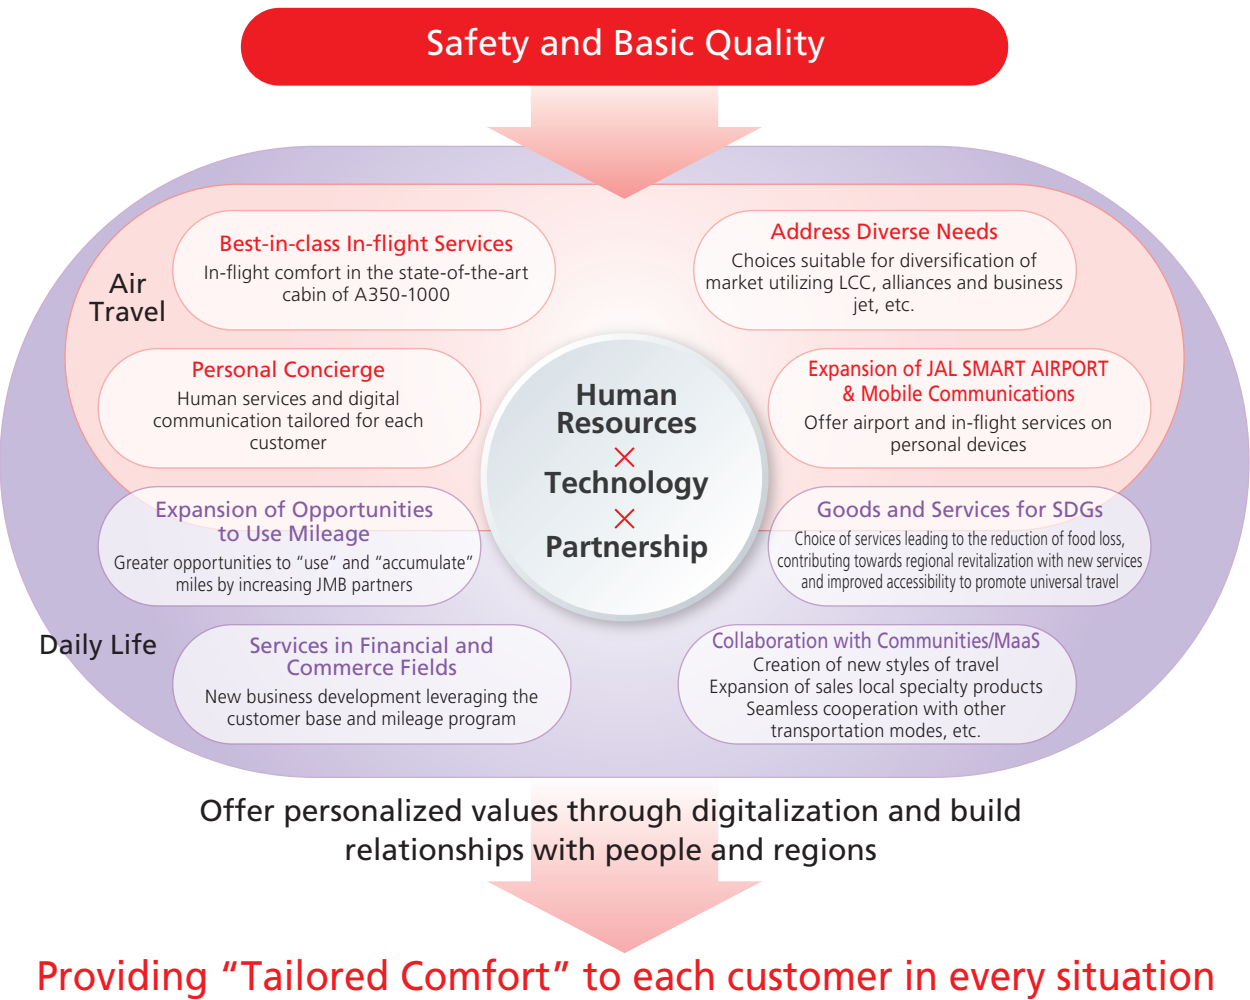 Safety and Basic Quality
Air
Travel
Best-in-class In-flight Services
In-flight comfort in the state-of-the-art
cabin of A350-1000
Address Diverse Needs
Choices suitable for diversification of
market utilizing LCC, alliances and business
jet, etc.
Personal Concierge
Human services and digital
communication tailored for each
customer
Human
Resources
×
Technology
×
Partnership
Expansion of JAL SMART AIRPORT
& Mobile Communications
Offer airport and in-flight services on
personal devices
Expansion of Opportunities
to Use Mileage
Greater opportunities to “use” and “accumulate”
miles by increasing JMB partners
Goods and Services for SDGs
Choice of services leading to the reduction of food loss,
contributing towards regional revitalization with new services
and improved accessibility to promote universal travel
Daily Life
Services in Financial and
Commerce Fields
New business development leveraging the
customer base and mileage program
Collaboration with Communities/MaaS
Creation of new styles of travel
Expansion of sales local specialty products
Seamless cooperation with other
transportation modes, etc.
Offer personalized values through digitalization and build
relationships with people and regions
Providing “Tailored Comfort” to each customer in every situation